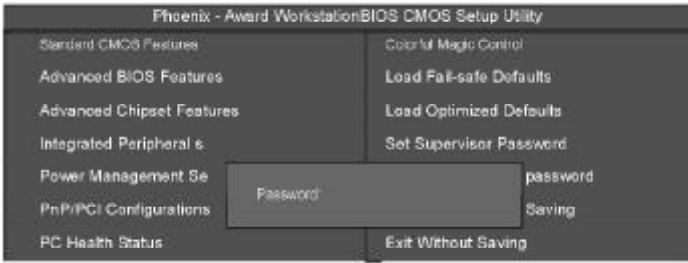 Phoenix - Award WorkstationBIOS CMOS Setup Utility
Standard CMOS Features
Advanced BIOS Features
Advanced Chipset Features
Integrated Peripheral s
Power Management Se
PnP/PCI Configurations
PC Health Status
Colorful Magic Control
Load Fail-safe Defaults
Load Optimized Defaults
Set Supervisor Password
password
Saving
Exit Without Saving
Password: